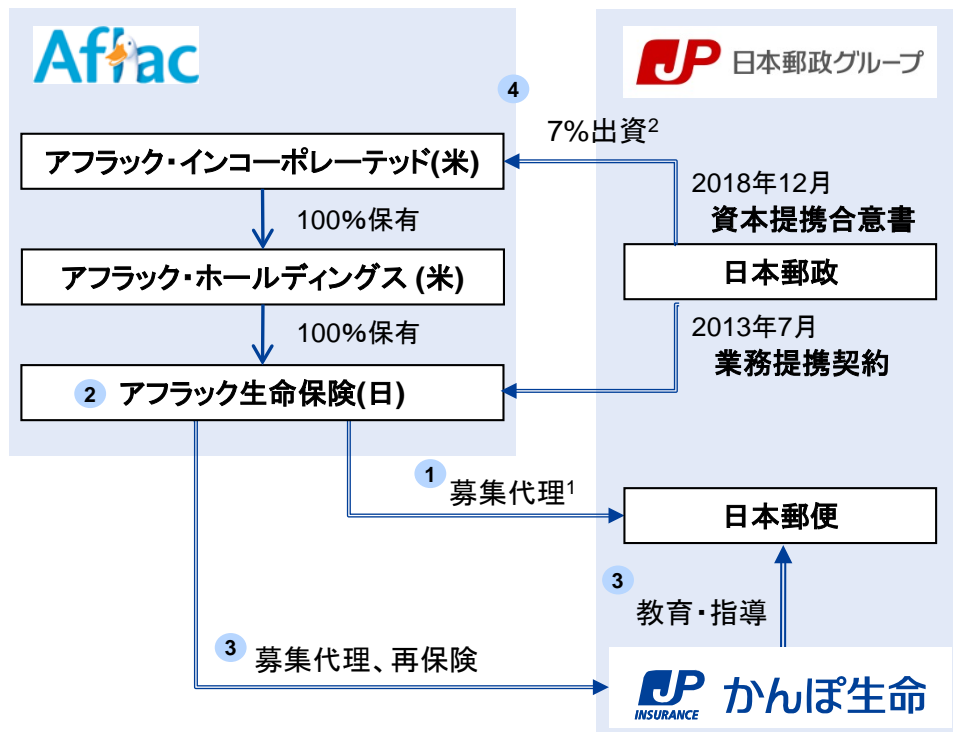 Aflac
JP 日本郵政グループ
4
7%出資2
アフラック・インコーポレーテッド(米)
2018年12月
資本提携合意書
100%保有
アフラック・ホールディングス (米)
日本郵政
100%保有
2013年7月
業務提携契約
2 アフラック生命保険(日)
1 募集代理1
日本郵便
3
教育・指導
3 募集代理、再保険
JP INSURANCE かんぽ生命